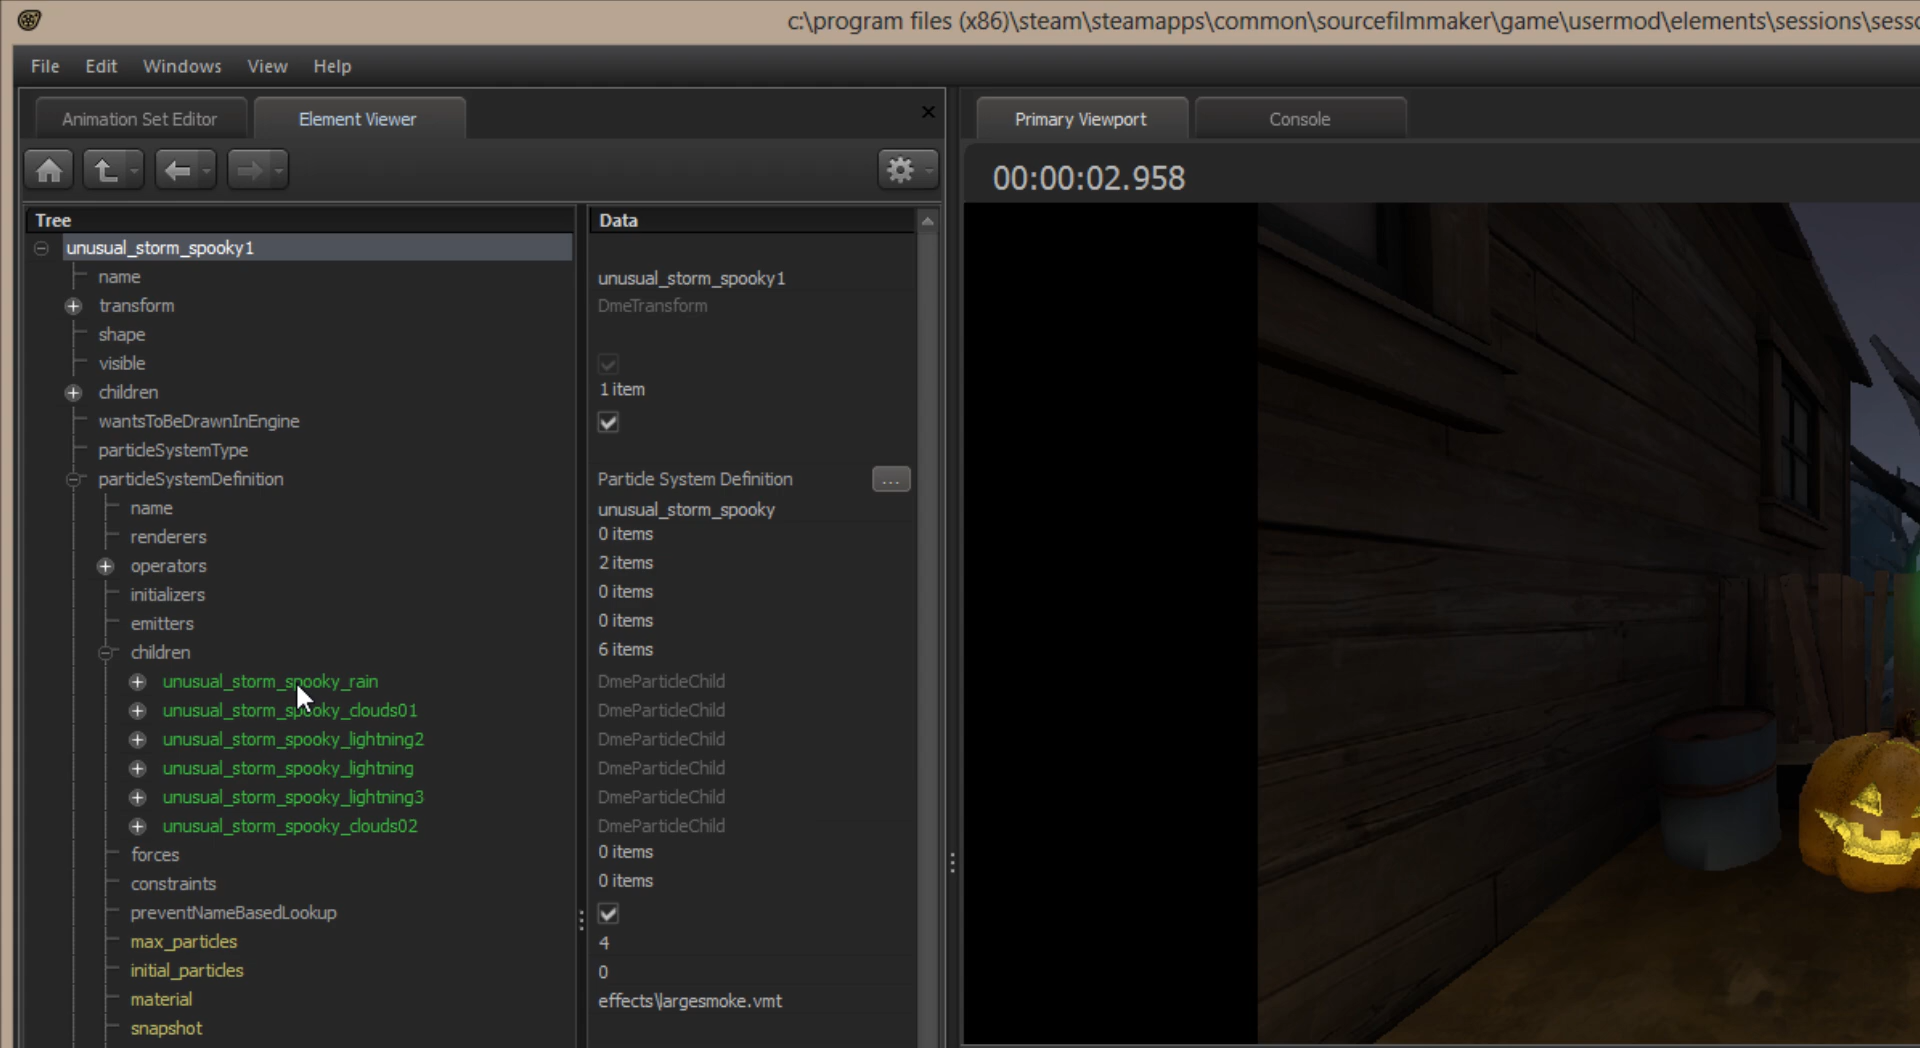 c:\program files (x86)\steam\steamapps\common\sourcefilmmaker\game\usermod\elements\sessions\sess
File Edit Windows View Help
Animation Set Editor Element Viewer
Primary Viewport Console
00:00:02.958
Tree Data
unusual_storm_spooky1
name unusual_storm_spooky1
transform DmeTransform
shape
visible
children 1 item
wantsToBeDrawnInEngine
particleSystemType
particleSystemDefinition Particle System Definition ...
name unusual_storm_spooky
renderers 0 items
operators 2 items
initializers 0 items
emitters 0 items
children 6 items
unusual_storm_spooky_rain DmeParticleChild
unusual_storm_spooky_clouds01 DmeParticleChild
unusual_storm_spooky_lightning2 DmeParticleChild
unusual_storm_spooky_lightning DmeParticleChild
unusual_storm_spooky_lightning3 DmeParticleChild
unusual_storm_spooky_clouds02 DmeParticleChild
forces 0 items
constraints 0 items
preventNameBasedLookup
max_particles 4
initial_particles 0
material effects\largesmoke.vmt
snapshot